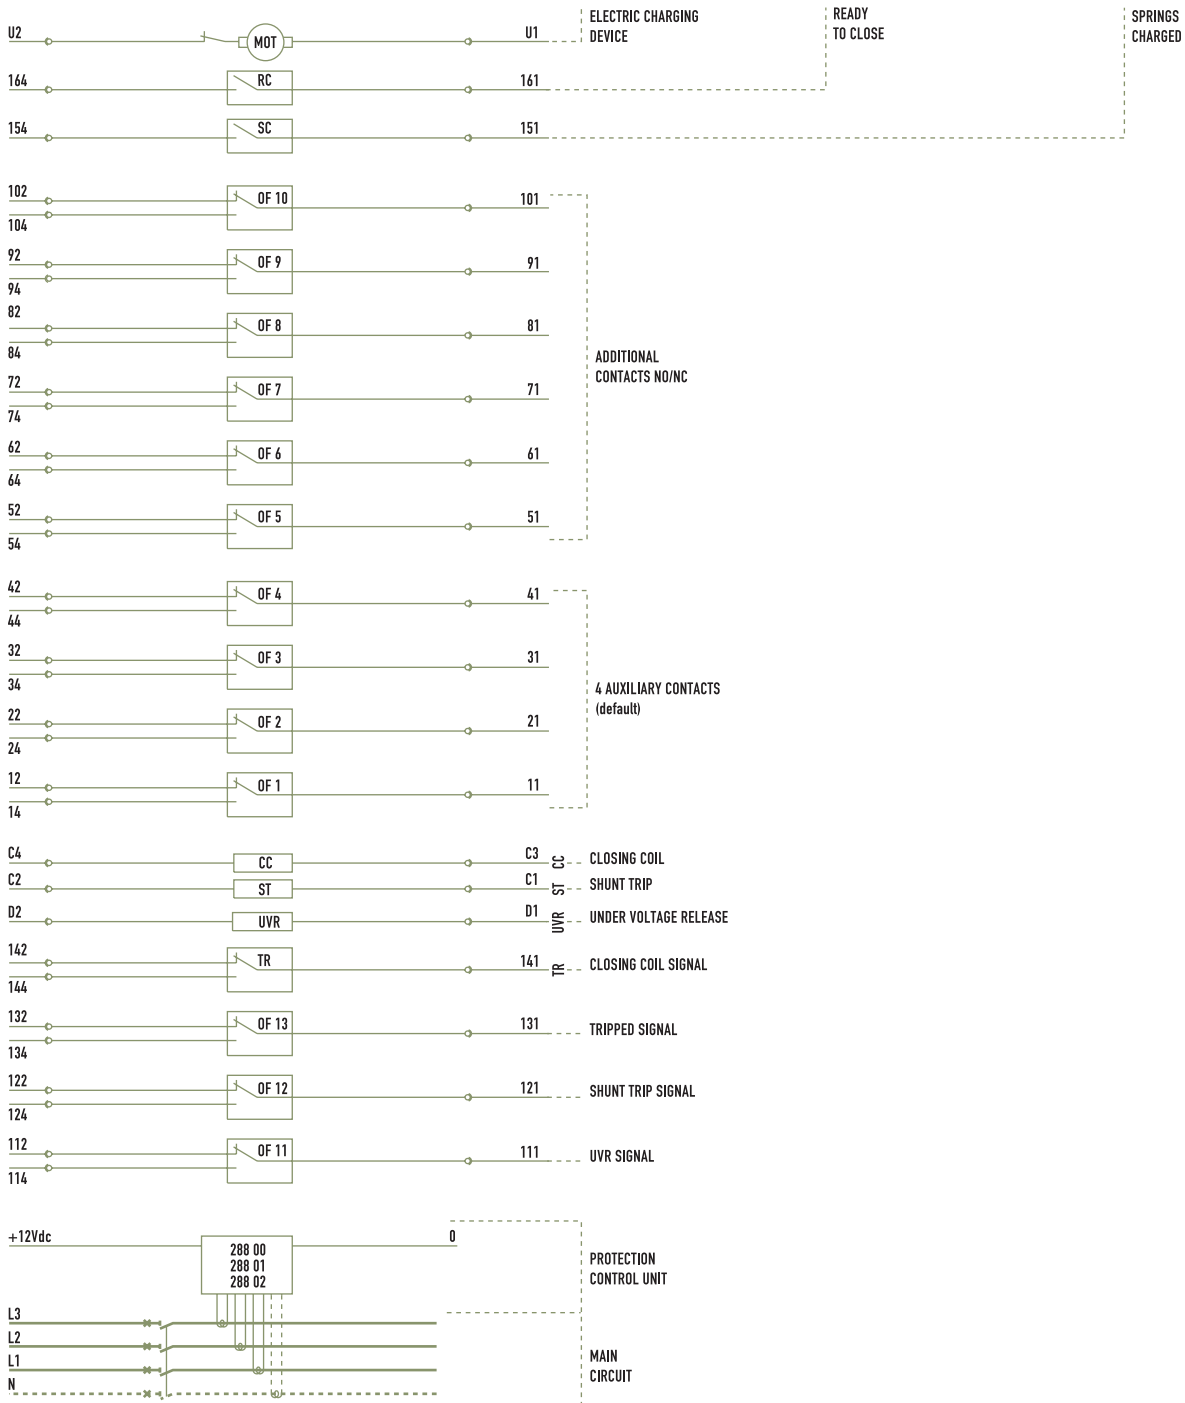 U2 MOT U1 ELECTRIC CHARGING
DEVICE
READY
TO CLOSE
SPRINGS
CHARGED
164 RC 161
154 SC 151
102 OF 10 101
104
92 OF 9 91
94
82 OF 8 81
84
ADDITIONAL
CONTACTS NO/NC
72 OF 7 71
74
62 OF 6 61
64
52 OF 5 51
54
42 OF 4 41
44
32 OF 3 31
34
4 AUXILIARY CONTACTS
(default)
22 OF 2 21
24
12 OF 1 11
14
C4 CC C3 CC CLOSING COIL
C2 ST C1 ST SHUNT TRIP
D2 UVR D1 UVR UNDER VOLTAGE RELEASE
142 TR 141 TR CLOSING COIL SIGNAL
144
132 OF 13 131 TRIPPED SIGNAL
134
122 OF 12 121 SHUNT TRIP SIGNAL
124
112 OF 11 111 UVR SIGNAL
114
+12Vdc 0
288 00
288 01
288 02
PROTECTION
CONTROL UNIT
L3
L2
L1
N
MAIN
CIRCUIT